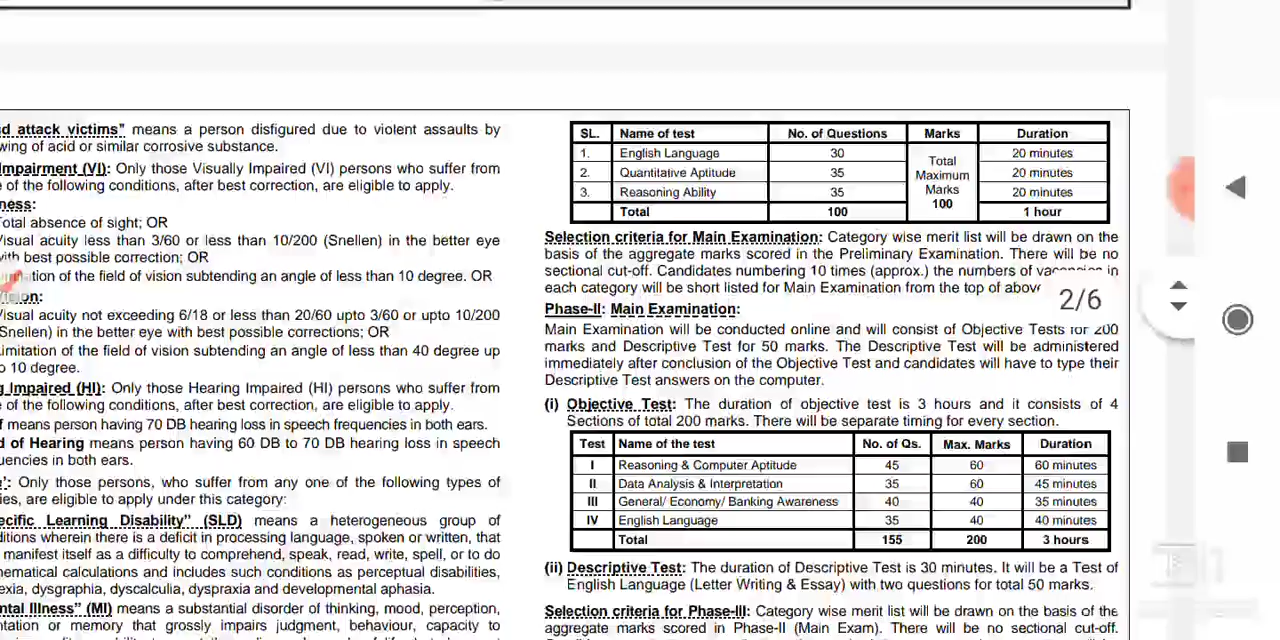 d attack victims" means a person disfigured due to violent assaults by
wing of acid or similar corrosive substance.
Impairment (VI): Only those Visually Impaired (VI) persons who suffer from
e of the following conditions, after best correction, are eligible to apply.
ness:
Total absence of sight; OR
Visual acuity less than 3/60 or less than 10/200 (Snellen) in the better eye
with best possible correction; OR
tion of the field of vision subtending an angle of less than 10 degree. OR
ision:
Visual acuity not exceeding 6/18 or less than 20/60 upto 3/60 or upto 10/200
Snellen) in the better eye with best possible corrections; OR
Limitation of the field of vision subtending an angle of less than 40 degree up
o 10 degree.
g Impaired (HI): Only those Hearing Impaired (HI) persons who suffer from
e of the following conditions, after best correction, are eligible to apply.
f means person having 70 DB hearing loss in speech frequencies in both ears.
d of Hearing means person having 60 DB to 70 DB hearing loss in speech
uencies in both ears.
': Only those persons, who suffer from any one of the following types of
ies, are eligible to apply under this category:
ecific Learning Disability" (SLD) means a heterogeneous group of
ditions wherein there is a deficit in processing language, spoken or written, that
manifest itself as a difficulty to comprehend, speak, read, write, spell, or to do
hematical calculations and includes such conditions as perceptual disabilities,
exia, dysgraphia, dyscalculia, dyspraxia and developmental aphasia.
ntal Illness" (MI) means a substantial disorder of thinking, mood, perception,
ntation or memory that grossly impairs judgment, behaviour, capacity to
SL. Name of test No. of Questions Marks Duration
1. English Language 30 Total Maximum Marks 100 20 minutes
2. Quantitative Aptitude 35 20 minutes
3. Reasoning Ability 35 20 minutes
Total 100 1 hour
Selection criteria for Main Examination: Category wise merit list will be drawn on the
basis of the aggregate marks scored in the Preliminary Examination. There will be no
sectional cut-off. Candidates numbering 10 times (approx.) the numbers of vacancies in
each category will be short listed for Main Examination from the top of above
2/6
Phase-II: Main Examination:
Main Examination will be conducted online and will consist of Objective Tests for 200
marks and Descriptive Test for 50 marks. The Descriptive Test will be administered
immediately after conclusion of the Objective Test and candidates will have to type their
Descriptive Test answers on the computer.
(i) Objective Test: The duration of objective test is 3 hours and it consists of 4
Sections of total 200 marks. There will be separate timing for every section.
Test Name of the test No. of Qs. Max. Marks Duration
I Reasoning & Computer Aptitude 45 60 60 minutes
II Data Analysis & Interpretation 35 60 45 minutes
III General/ Economy/ Banking Awareness 40 40 35 minutes
IV English Language 35 40 40 minutes
Total 155 200 3 hours
(ii) Descriptive Test: The duration of Descriptive Test is 30 minutes. It will be a Test of
English Language (Letter Writing & Essay) with two questions for total 50 marks.
Selection criteria for Phase-III: Category wise merit list will be drawn on the basis of the
aggregate marks scored in Phase-II (Main Exam). There will be no sectional cut-off.